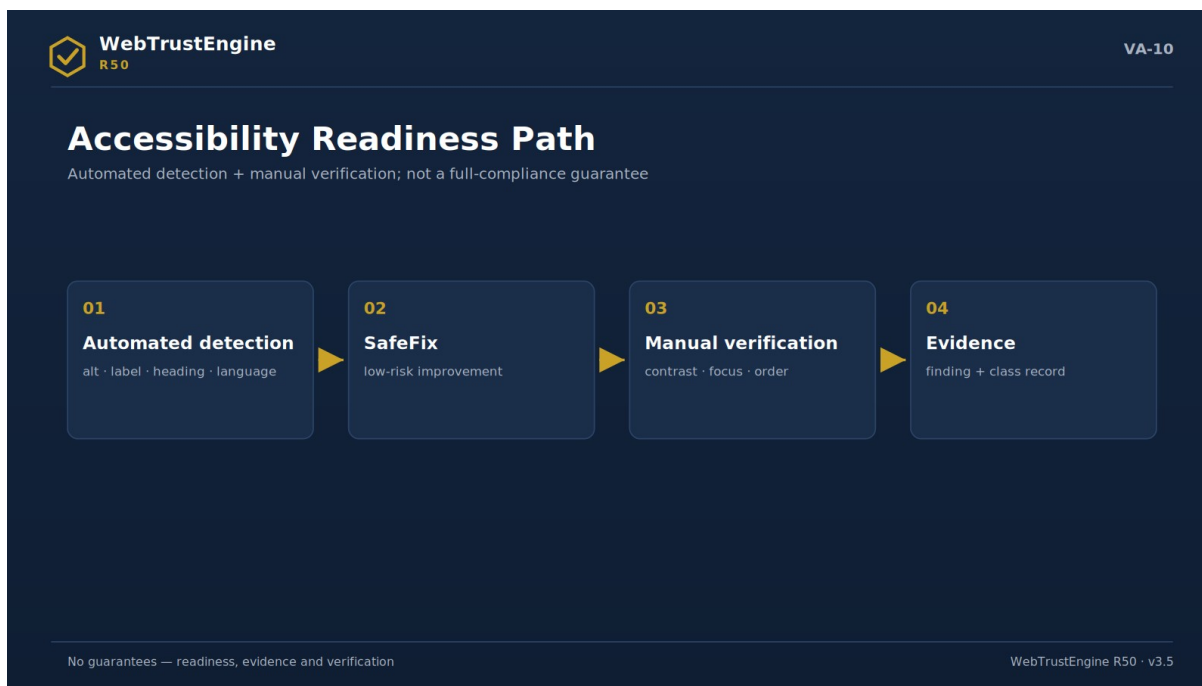 WebTrustEngine
R50
VA-10
Accessibility Readiness Path
Automated detection + manual verification; not a full-compliance guarantee
01
Automated detection
alt · label · heading · language
02
SafeFix
low-risk improvement
03
Manual verification
contrast · focus · order
04
Evidence
finding + class record
No guarantees — readiness, evidence and verification
WebTrustEngine R50 · v3.5